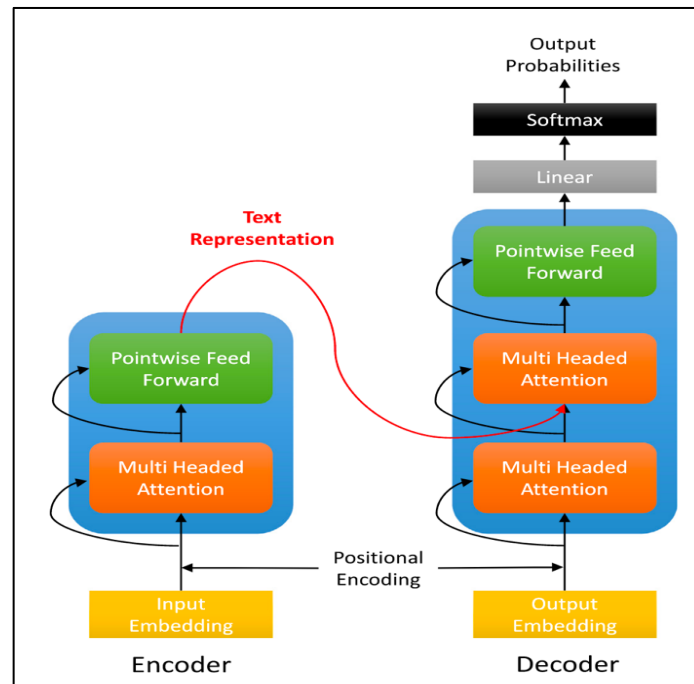 Output
Probabilities
Softmax
Linear
Text
Representation
Pointwise Feed
Forward
Multi Headed
Attention
Multi Headed
Attention
Pointwise Feed
Forward
Multi Headed
Attention
Positional
Encoding
Input
Embedding
Output
Embedding
Encoder
Decoder